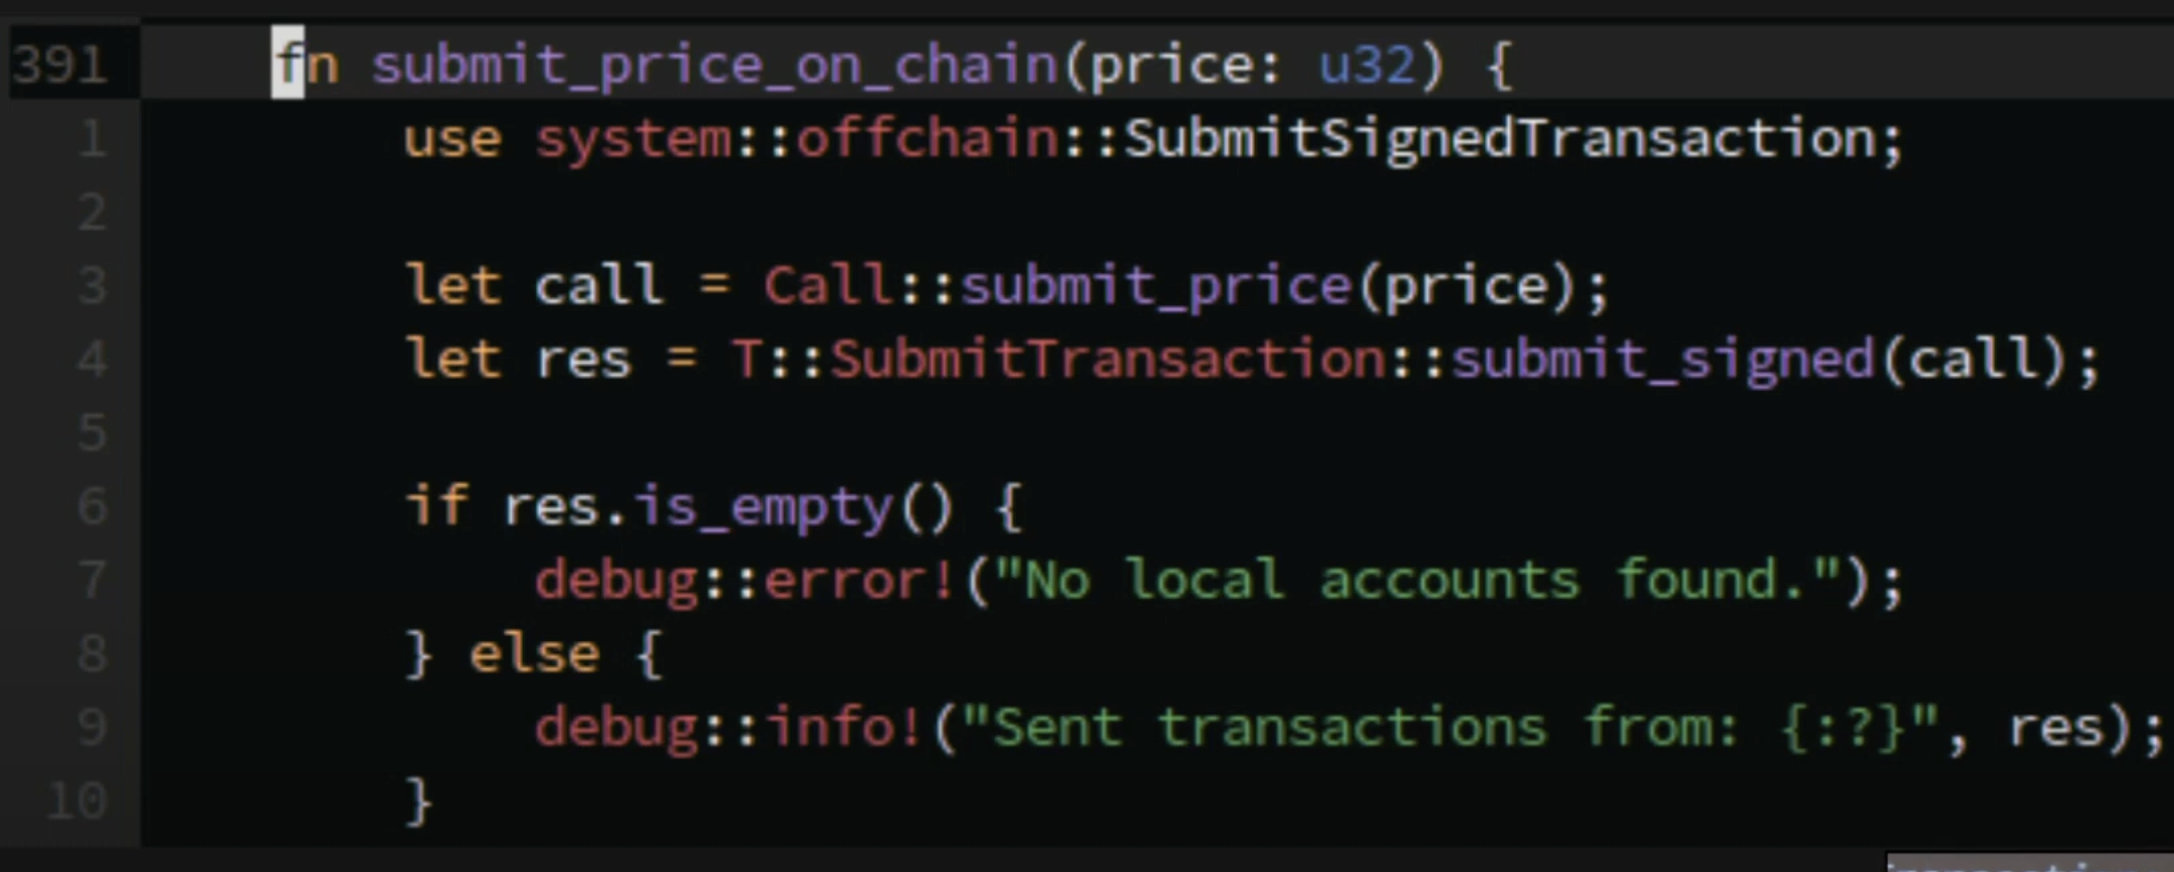 391 fn submit_price_on_chain(price: u32) {
1 use system::offchain::SubmitSignedTransaction;
2
3 let call = Call::submit_price(price);
4 let res = T::SubmitTransaction::submit_signed(call);
5
6 if res.is_empty() {
7 debug::error!("No local accounts found.");
8 } else {
9 debug::info!("Sent transactions from: {:?}", res);
10 }